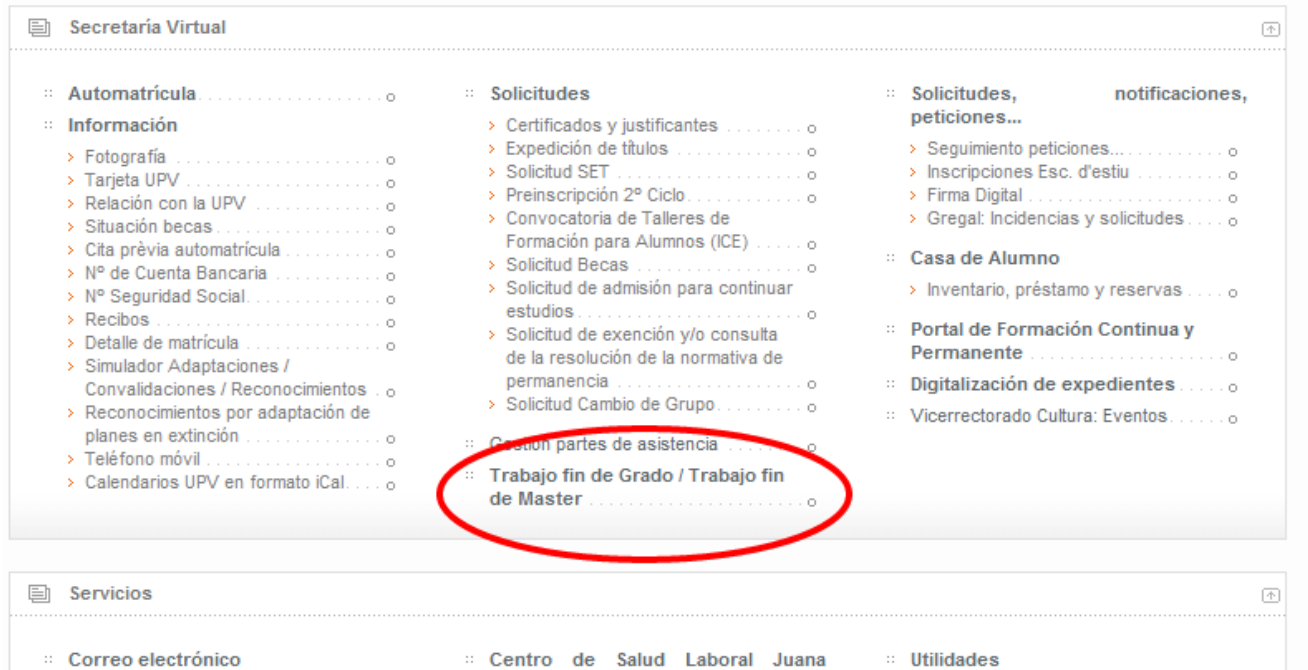 Secretaría Virtual
Automatrícula
Información
Fotografía
Tarjeta UPV
Relación con la UPV
Situación becas
Cita prèvia automatrícula
Nº de Cuenta Bancaria
Nº Seguridad Social
Recibos
Detalle de matrícula
Simulador Adaptaciones /
Convalidaciones / Reconocimientos
Reconocimientos por adaptación de
planes en extinción
Teléfono móvil
Calendarios UPV en formato iCal
Solicitudes
Certificados y justificantes
Expedición de títulos
Solicitud SET
Preinscripción 2º Ciclo
Convocatoria de Talleres de
Formación para Alumnos (ICE)
Solicitud Becas
Solicitud de admisión para continuar
estudios
Solicitud de exención y/o consulta
de la resolución de la normativa de
permanencia
Solicitud Cambio de Grupo
Gestión partes de asistencia
Trabajo fin de Grado / Trabajo fin
de Master
Solicitudes, notificaciones,
peticiones...
Seguimiento peticiones...
Inscripciones Esc. d'estiu
Firma Digital
Gregal: Incidencias y solicitudes
Casa de Alumno
Inventario, préstamo y reservas
Portal de Formación Continua y
Permanente
Digitalización de expedientes
Vicerrectorado Cultura: Eventos
Servicios
Correo electrónico
Centro de Salud Laboral Juana
Utilidades